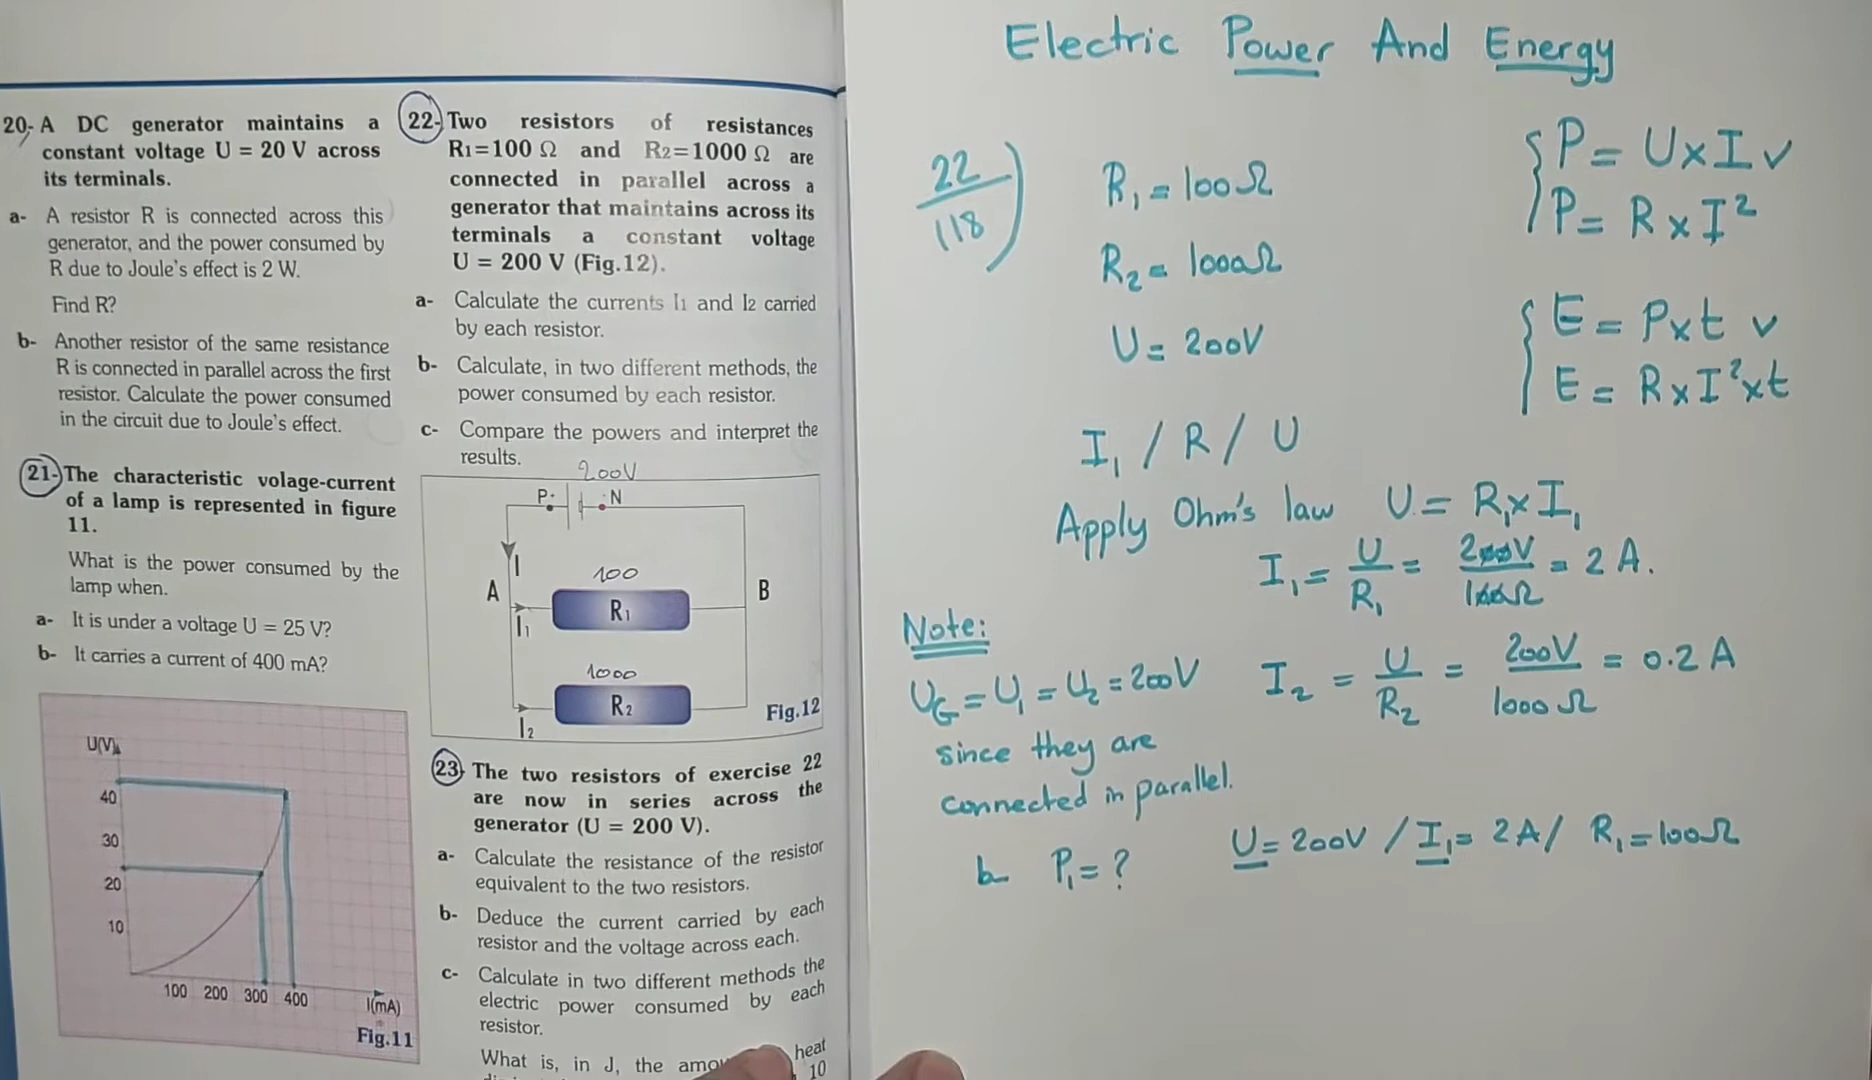 20- A DC generator maintains a
constant voltage U = 20 V across
its terminals.
a- A resistor R is connected across this
generator, and the power consumed by
R due to Joule's effect is 2 W.
Find R?
b- Another resistor of the same resistance
R is connected in parallel across the first
resistor. Calculate the power consumed
in the circuit due to Joule's effect.
21- The characteristic volage-current
of a lamp is represented in figure
11.
What is the power consumed by the
lamp when.
a- It is under a voltage U = 25 V?
b- It carries a current of 400 mA?
U(V)
40
30
20
10
100 200 300 400
I(mA)
Fig.11
22- Two resistors of resistances
R1=100 Ω and R2=1000 Ω are
connected in parallel across a
generator that maintains across its
terminals a constant voltage
U = 200 V (Fig.12).
a- Calculate the currents I1 and I2 carried
by each resistor.
b- Calculate, in two different methods, the
power consumed by each resistor.
c- Compare the powers and interpret the
results.
200V
P N
I
A B
100
R1
I1
1000
R2
I2
Fig.12
23- The two resistors of exercise 22
are now in series across the
generator (U = 200 V).
a- Calculate the resistance of the resistor
equivalent to the two resistors.
b- Deduce the current carried by each
resistor and the voltage across each.
c- Calculate in two different methods the
electric power consumed by each
resistor.
What is, in J, the heat
10
Electric Power And Energy
22/118)
R1 = 100Ω
R2 = 1000Ω
U = 200V
P = U×I ✓
P = R×I²
E = P×t ✓
E = R×I²×t
I1 / R / U
Apply Ohm's law U = R1×I1
I1 = U/R1 = 200V/100Ω = 2 A.
Note:
UG = U1 = U2 = 200V
since they are
connected in parallel.
I2 = U/R2 = 200V/1000Ω = 0.2 A
b P1 = ? U = 200V / I1 = 2A / R1 = 100Ω